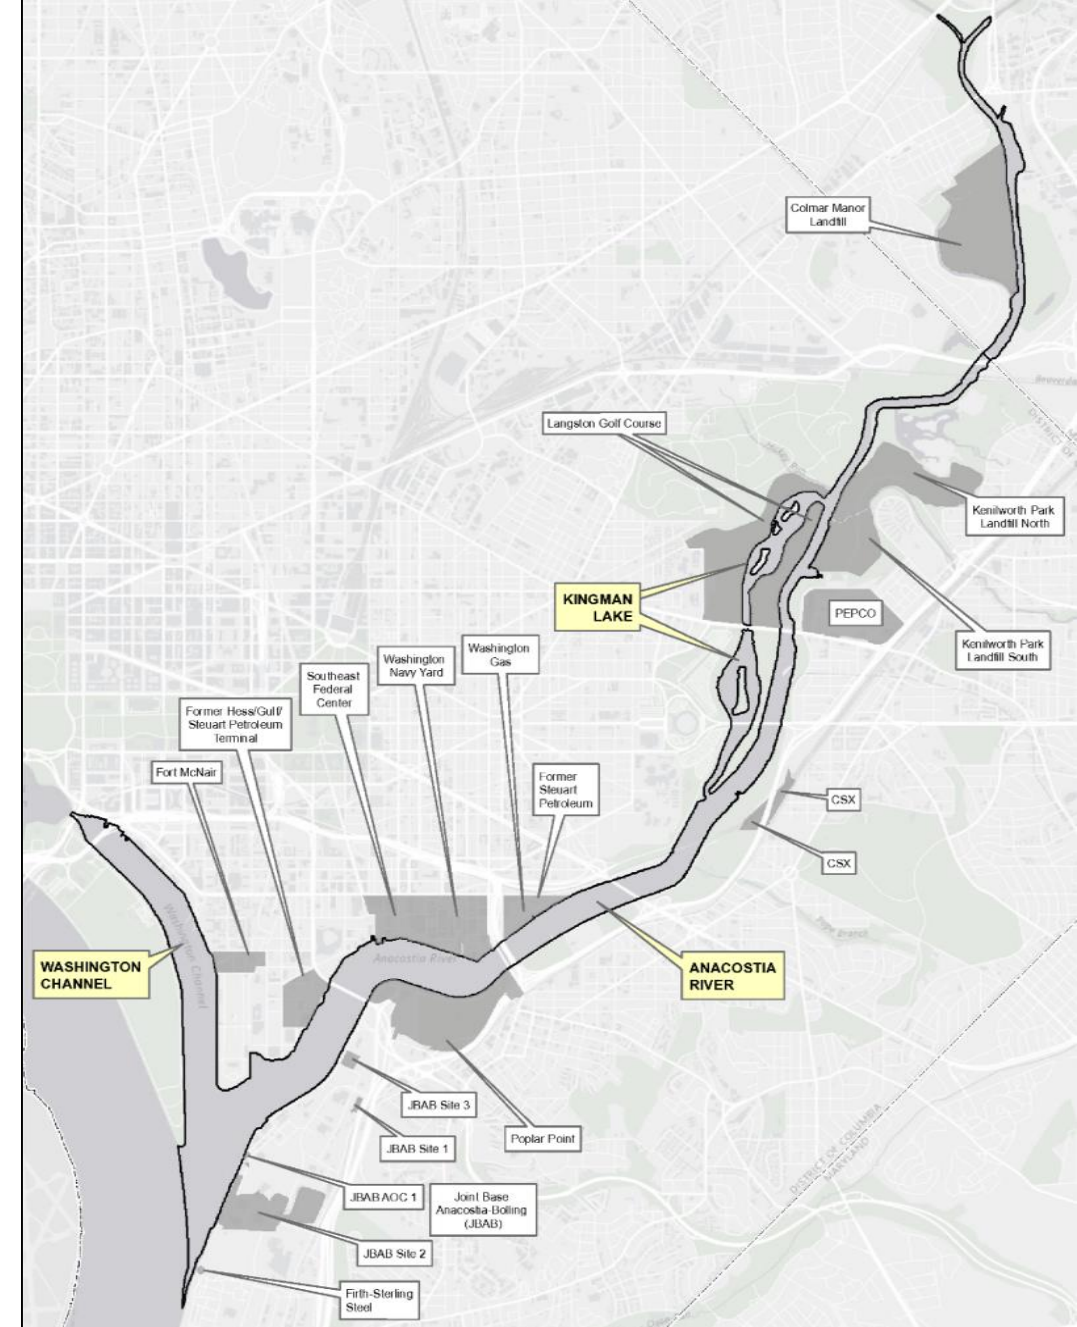 Colmar Manor
Landfill
Langston Golf Course
Kenilworth Park
Landfill North
KINGMAN
LAKE
PEPCO
Kenilworth Park
Landfill South
Washington
Gas
Washington
Navy Yard
Southeast
Federal
Center
Former Hess/Gulf/
Steuart Petroleum
Terminal
Fort McNair
Former
Steuart
Petroleum
CSX
CSX
Washington Channel
Anacostia River
WASHINGTON
CHANNEL
ANACOSTIA
RIVER
JBAB Site 3
Poplar Point
JBAB Site 1
DISTRICT OF COLUMBIA
MARYLAND
JBAB AOC 1
Joint Base
Anacostia-Bolling
(JBAB)
JBAB Site 2
Firth-Sterling
Steel